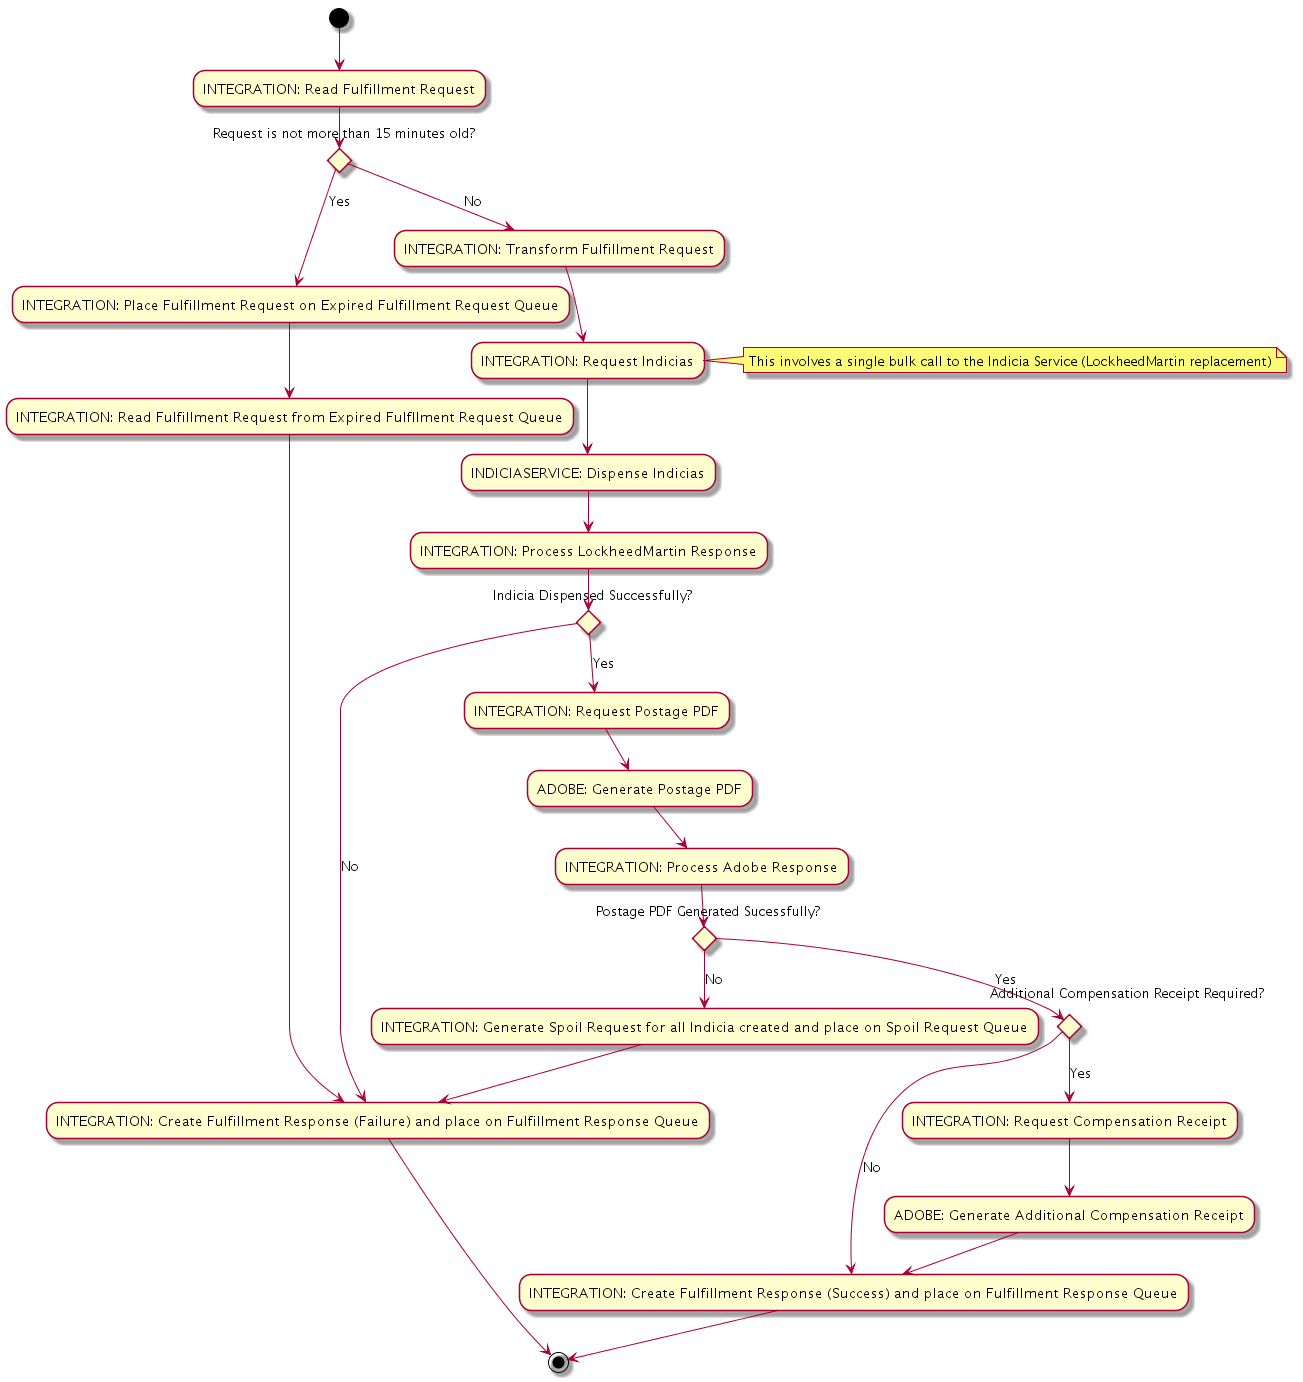 INTEGRATION: Read Fulfillment Request
Request is not more than 15 minutes old?
Yes
No
INTEGRATION: Transform Fulfillment Request
INTEGRATION: Place Fulfillment Request on Expired Fulfillment Request Queue
INTEGRATION: Request Indicias
This involves a single bulk call to the Indicia Service (LockheedMartin replacement)
INTEGRATION: Read Fulfillment Request from Expired Fulfllment Request Queue
INDICIASERVICE: Dispense Indicias
INTEGRATION: Process LockheedMartin Response
Indicia Dispensed Successfully?
Yes
INTEGRATION: Request Postage PDF
ADOBE: Generate Postage PDF
No
INTEGRATION: Process Adobe Response
Postage PDF Generated Sucessfully?
No
Yes
Additional Compensation Receipt Required?
INTEGRATION: Generate Spoil Request for all Indicia created and place on Spoil Request Queue
Yes
INTEGRATION: Create Fulfillment Response (Failure) and place on Fulfillment Response Queue
INTEGRATION: Request Compensation Receipt
No
ADOBE: Generate Additional Compensation Receipt
INTEGRATION: Create Fulfillment Response (Success) and place on Fulfillment Response Queue